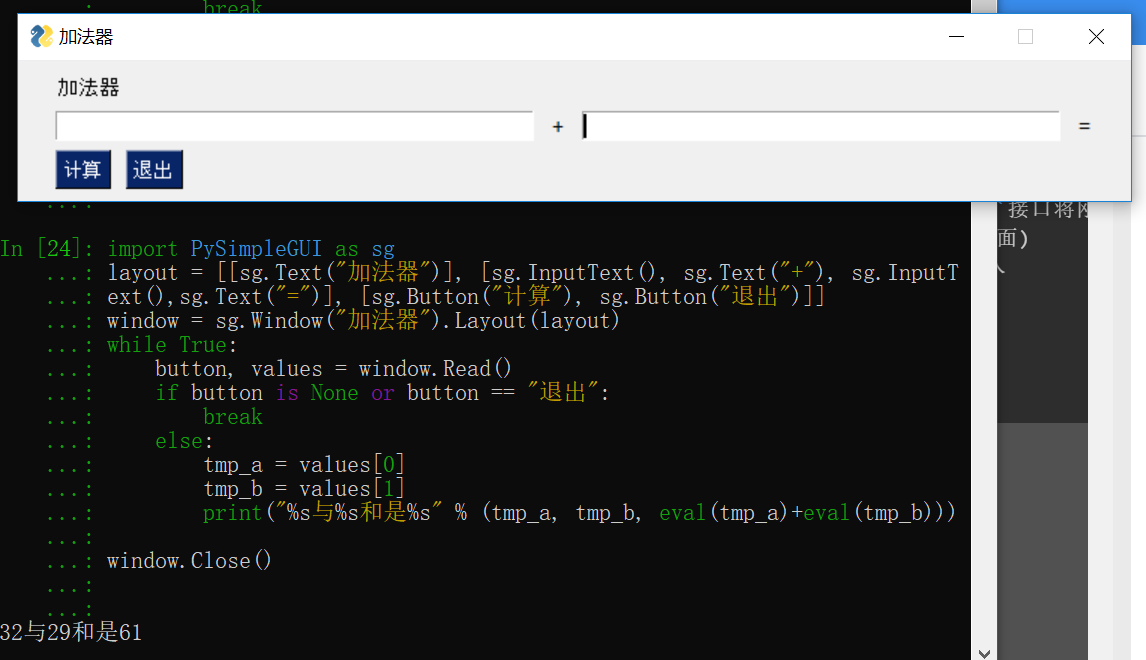 break
加法器
加法器
+ =
计算 退出
接口将
面)
In [24]: import PySimpleGUI as sg
...: layout = [[sg.Text("加法器")], [sg.InputText(), sg.Text("+"), sg.InputT
...: ext(),sg.Text("=")], [sg.Button("计算"), sg.Button("退出")]]
...: window = sg.Window("加法器").Layout(layout)
...: while True:
...:     button, values = window.Read()
...:     if button is None or button == "退出":
...:         break
...:     else:
...:         tmp_a = values[0]
...:         tmp_b = values[1]
...:         print("%s与%s和是%s" % (tmp_a, tmp_b, eval(tmp_a)+eval(tmp_b)))
...:
...: window.Close()
...:
...:
32与29和是61